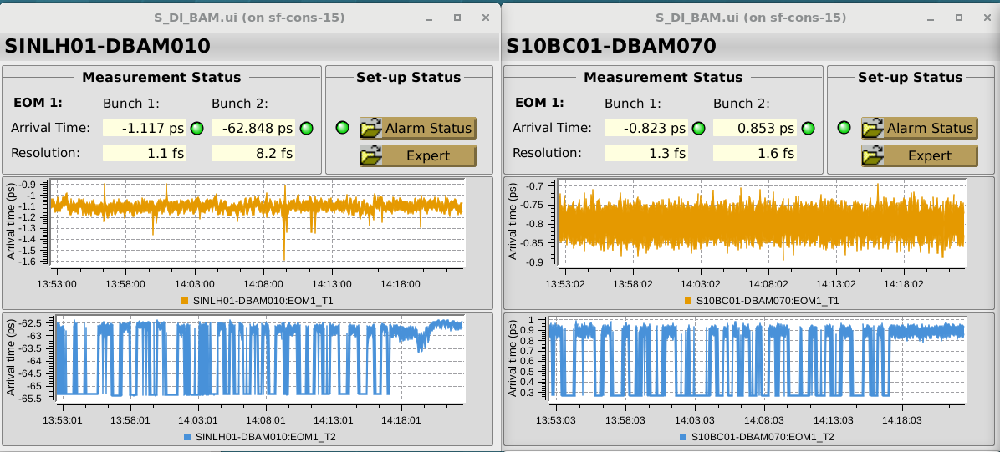 S_DI_BAM.ui (on sf-cons-15)
SINLH01-DBAM010
Measurement Status
Set-up Status
EOM 1: Bunch 1: Bunch 2:
Arrival Time: -1.117 ps -62.848 ps Alarm Status
Resolution: 1.1 fs 8.2 fs Expert
Arrival time (ps)
-0.9
-1
-1.1
-1.2
-1.3
-1.4
-1.5
-1.6
13:53:00 13:58:00 14:03:00 14:08:00 14:13:00 14:18:00
SINLH01-DBAM010:EOM1_T1
Arrival time (ps)
-62.5
-63
-63.5
-64
-64.5
-65
-65.5
13:53:01 13:58:01 14:03:01 14:08:01 14:13:01 14:18:01
SINLH01-DBAM010:EOM1_T2
S_DI_BAM.ui (on sf-cons-15)
S10BC01-DBAM070
Measurement Status
Set-up Status
EOM 1: Bunch 1: Bunch 2:
Arrival Time: -0.823 ps 0.853 ps Alarm Status
Resolution: 1.3 fs 1.6 fs Expert
Arrival time (ps)
-0.7
-0.75
-0.8
-0.85
-0.9
13:53:02 13:58:02 14:03:02 14:08:02 14:13:02 14:18:02
S10BC01-DBAM070:EOM1_T1
Arrival time (ps)
1
0.9
0.8
0.7
0.6
0.5
0.4
0.3
13:53:03 13:58:03 14:03:03 14:08:03 14:13:03 14:18:03
S10BC01-DBAM070:EOM1_T2